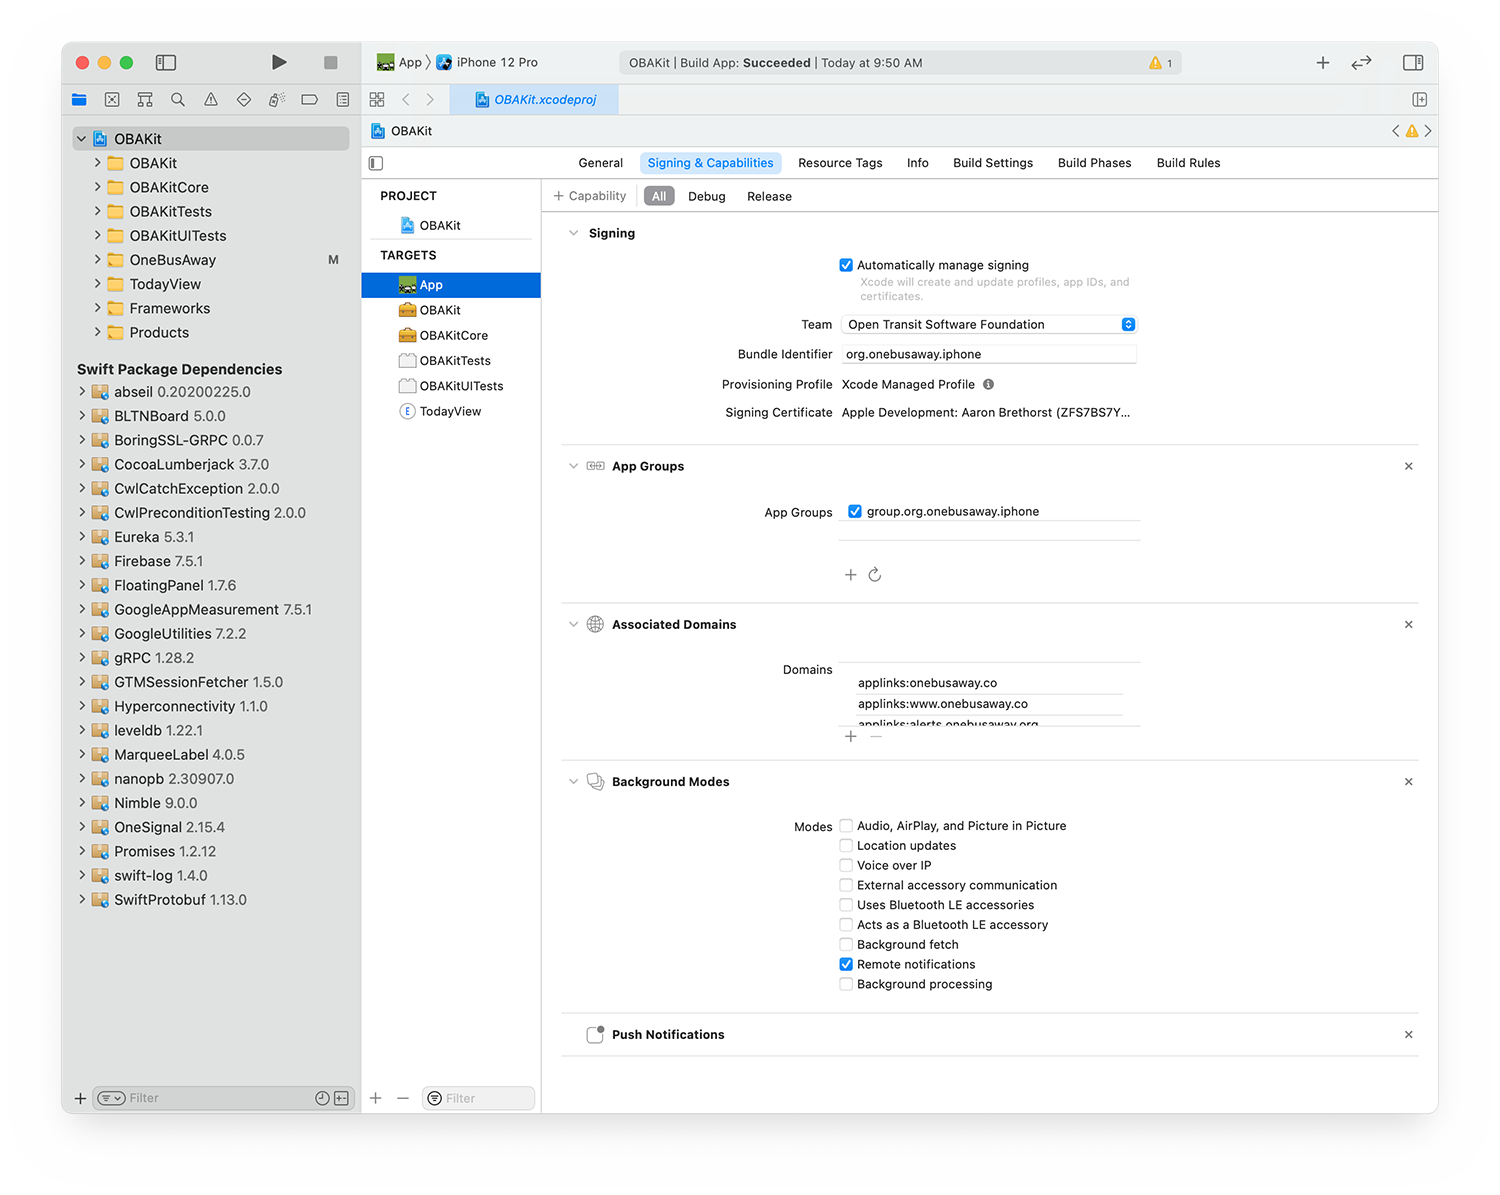 App 〉 iPhone 12 Pro
OBAKit | Build App: Succeeded | Today at 9:50 AM
1
OBAKit.xcodeproj
OBAKit
OBAKit
OBAKit
OBAKitCore
OBAKitTests
OBAKitUITests
OneBusAway M
TodayView
Frameworks
Products
Swift Package Dependencies
abseil 0.20200225.0
BLTNBoard 5.0.0
BoringSSL-GRPC 0.0.7
CocoaLumberjack 3.7.0
CwlCatchException 2.0.0
CwlPreconditionTesting 2.0.0
Eureka 5.3.1
Firebase 7.5.1
FloatingPanel 1.7.6
GoogleAppMeasurement 7.5.1
GoogleUtilities 7.2.2
gRPC 1.28.2
GTMSessionFetcher 1.5.0
Hyperconnectivity 1.1.0
leveldb 1.22.1
MarqueeLabel 4.0.5
nanopb 2.30907.0
Nimble 9.0.0
OneSignal 2.15.4
Promises 1.2.12
swift-log 1.4.0
SwiftProtobuf 1.13.0
Filter
General Signing & Capabilities Resource Tags Info Build Settings Build Phases Build Rules
PROJECT
OBAKit
TARGETS
App
OBAKit
OBAKitCore
OBAKitTests
OBAKitUITests
E TodayView
Filter
+ Capability All Debug Release
Signing
Automatically manage signing
Xcode will create and update profiles, app IDs, and
certificates.
Team Open Transit Software Foundation
Bundle Identifier org.onebusaway.iphone
Provisioning Profile Xcode Managed Profile
Signing Certificate Apple Development: Aaron Brethorst (ZFS7BS7Y...
App Groups
App Groups group.org.onebusaway.iphone
Associated Domains
Domains
applinks:onebusaway.co
applinks:www.onebusaway.co
applinks:alerts.onebusaway.org
Background Modes
Modes Audio, AirPlay, and Picture in Picture
Location updates
Voice over IP
External accessory communication
Uses Bluetooth LE accessories
Acts as a Bluetooth LE accessory
Background fetch
Remote notifications
Background processing
Push Notifications